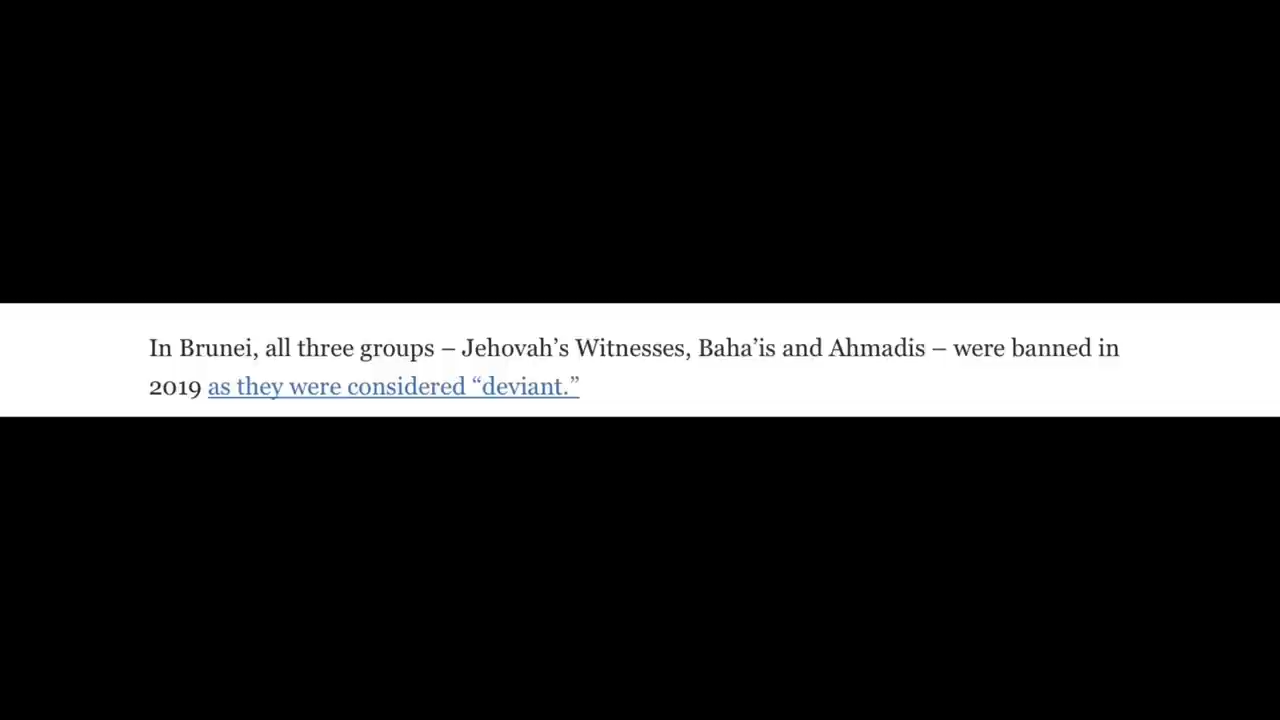 In Brunei, all three groups – Jehovah’s Witnesses, Baha’is and Ahmadis – were banned in
2019 as they were considered “deviant.”